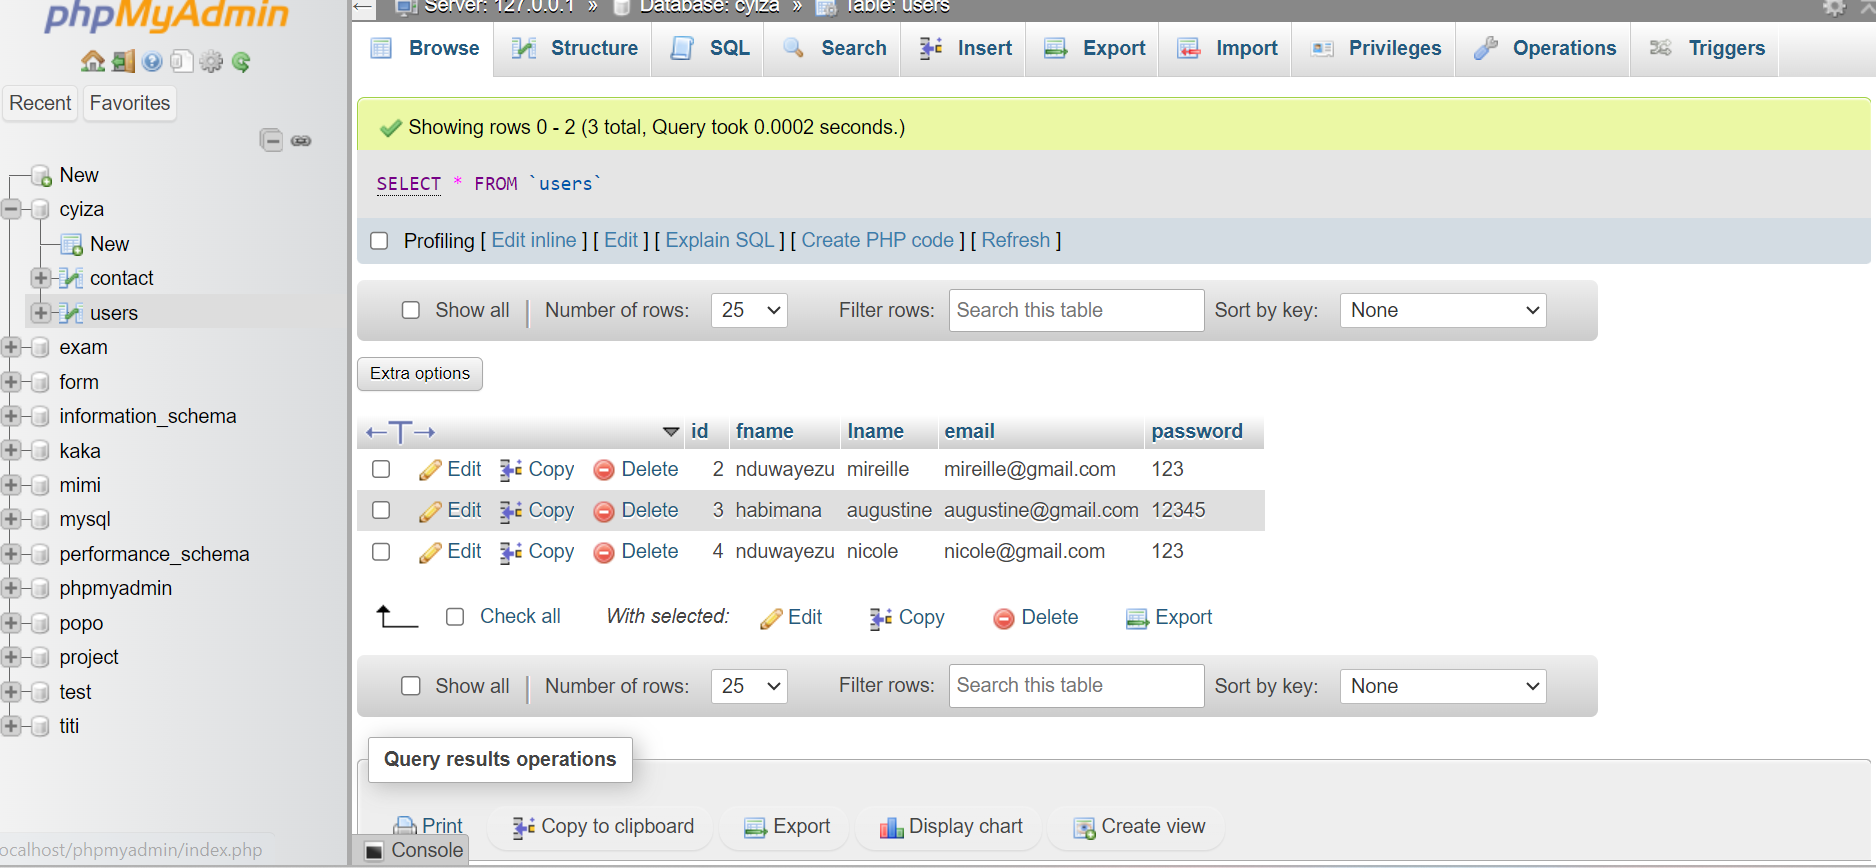 phpMyAdmin
Recent Favorites
New
cyiza
New
contact
users
exam
form
information_schema
kaka
mimi
mysql
performance_schema
phpmyadmin
popo
project
test
titi
ocalhost/phpmyadmin/index.php
Server: 127.0.0.1 » Database: cyiza » Table: users
Browse Structure SQL Search Insert Export Import Privileges Operations Triggers
Showing rows 0 - 2 (3 total, Query took 0.0002 seconds.)
SELECT * FROM `users`
Profiling [ Edit inline ] [ Edit ] [ Explain SQL ] [ Create PHP code ] [ Refresh ]
Show all | Number of rows: 25 Filter rows: Search this table Sort by key: None
Extra options
←T→ id fname lname email password
Edit Copy Delete 2 nduwayezu mireille mireille@gmail.com 123
Edit Copy Delete 3 habimana augustine augustine@gmail.com 12345
Edit Copy Delete 4 nduwayezu nicole nicole@gmail.com 123
Check all With selected: Edit Copy Delete Export
Show all | Number of rows: 25 Filter rows: Search this table Sort by key: None
Query results operations
Print Copy to clipboard Export Display chart Create view
Console